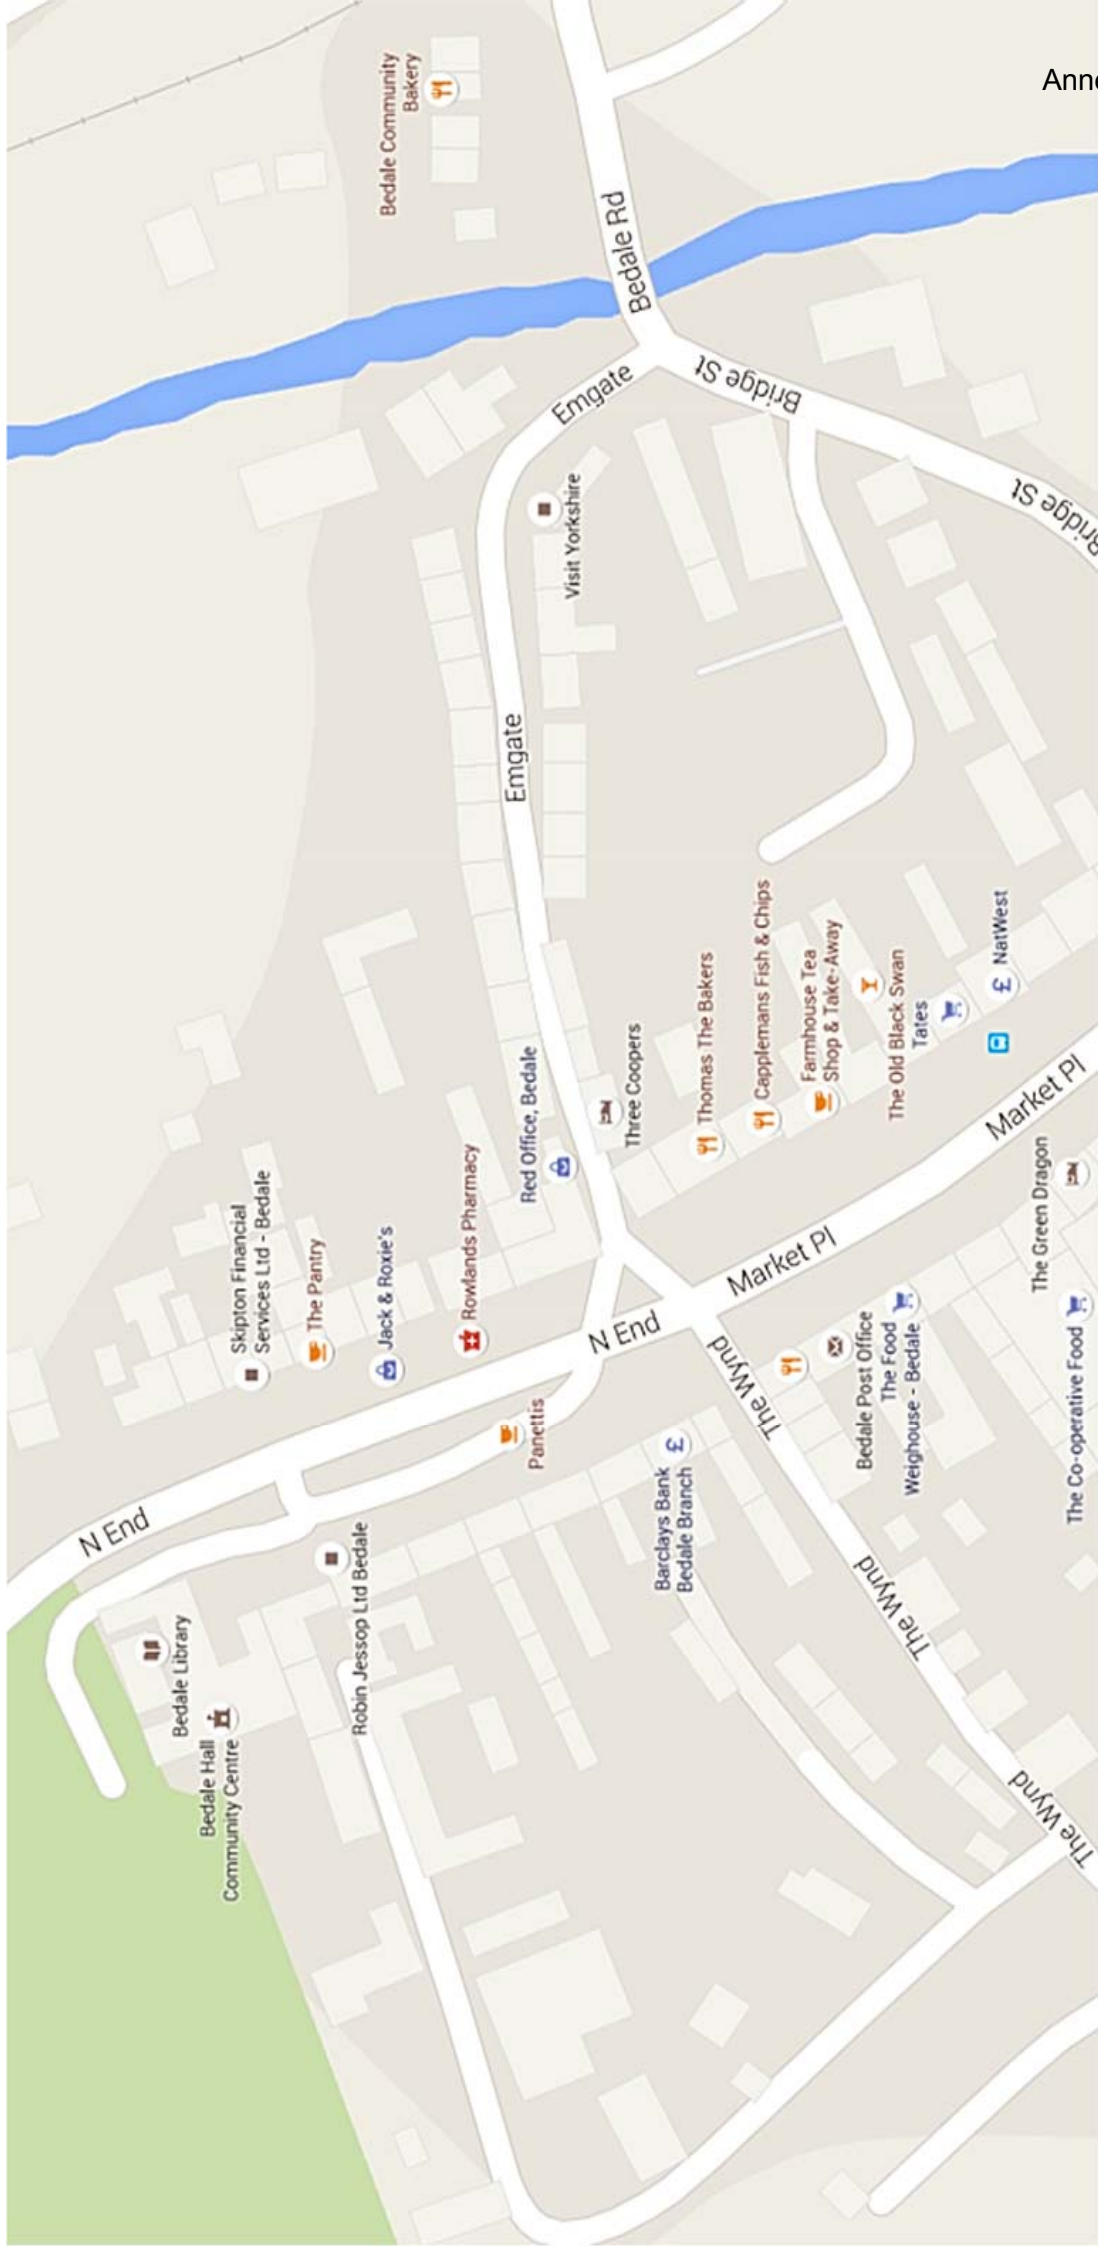 Anne
Bedale Community
Bakery
Bedale Rd
Emgate
Bridge St
Visit Yorkshire
Bridge St
Bridge
Emgate
Skipton Financial
Services Ltd - Bedale
The Pantry
Jack & Roxie's
Rowlands Pharmacy
Red Office, Bedale
Three Coopers
Thomas The Bakers
Capplemans Fish & Chips
Farmhouse Tea
Shop & Take-Away
The Old Black Swan
Tates
NatWest
Market Pl
Market Pl
The Green Dragon
N End
The Wynd
Panettis
N End
Barclays Bank
Bedale Branch
Bedale Post Office
The Food
Weighouse - Bedale
The Co-operative Food
Robin Jessop Ltd Bedale
Bedale Library
Bedale Hall
Community Centre
The Wynd
The Wynd
The Wynd